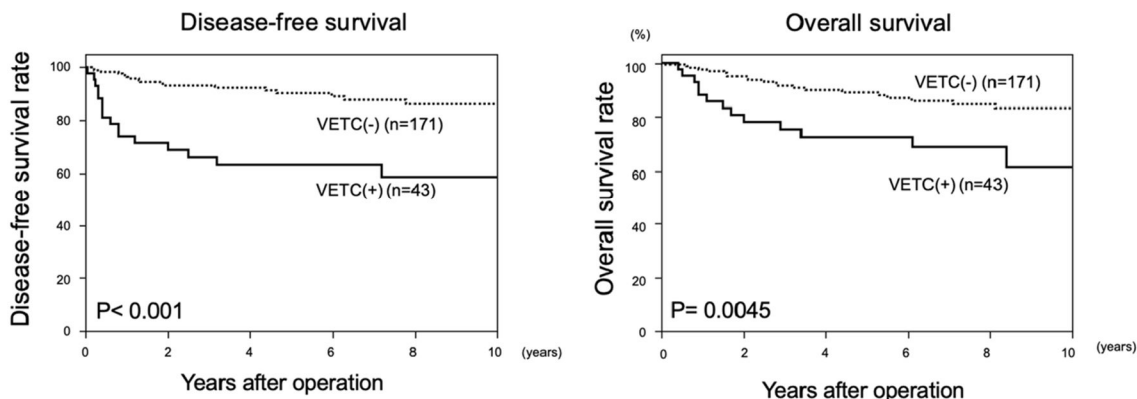 Disease-free survival
Disease-free survival rate
100
80
60
40
20
0
VETC(-) (n=171)
VETC(+) (n=43)
P< 0.001
0 2 4 6 8 10 (years)
Years after operation
Overall survival
(%)
Overall survival rate
100
80
60
40
20
0
VETC(-) (n=171)
VETC(+) (n=43)
P= 0.0045
0 2 4 6 8 10 (years)
Years after operation